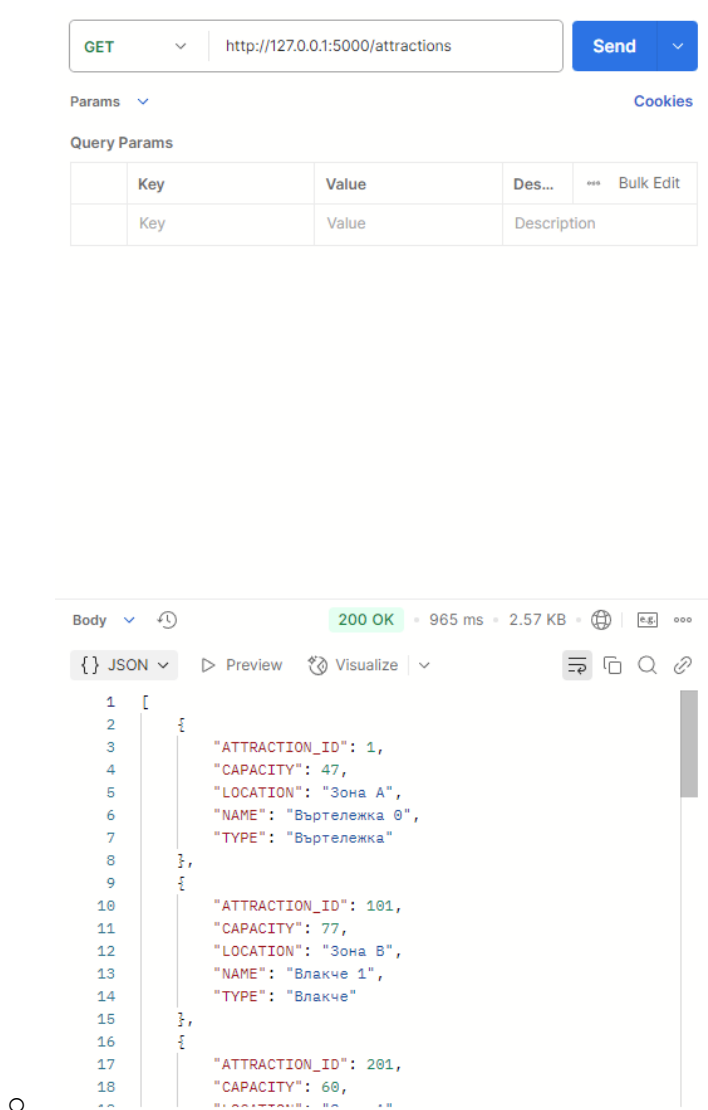 GET http://127.0.0.1:5000/attractions Send
Params Cookies
Query Params
Key Value Des... Bulk Edit
Key Value Description
Body 200 OK 965 ms 2.57 KB e.g.
{} JSON Preview Visualize
1 [
2 {
3 "ATTRACTION_ID": 1,
4 "CAPACITY": 47,
5 "LOCATION": "Зона A",
6 "NAME": "Въртележка 0",
7 "TYPE": "Въртележка"
8 },
9 {
10 "ATTRACTION_ID": 101,
11 "CAPACITY": 77,
12 "LOCATION": "Зона B",
13 "NAME": "Влакче 1",
14 "TYPE": "Влакче"
15 },
16 {
17 "ATTRACTION_ID": 201,
18 "CAPACITY": 60,